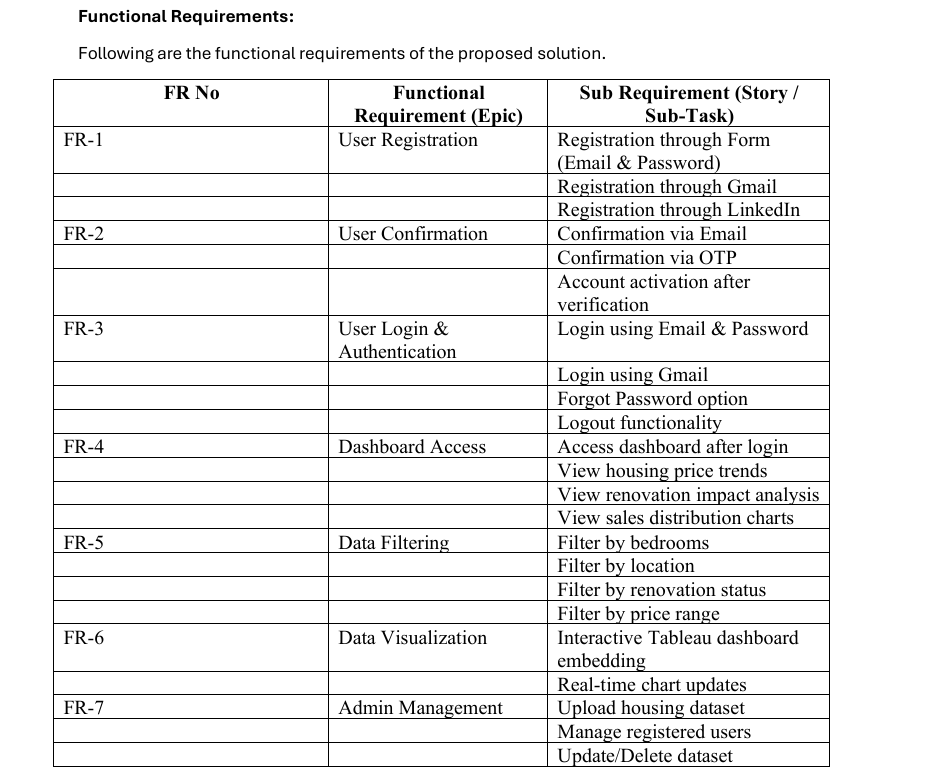 Functional Requirements:
Following are the functional requirements of the proposed solution.
FR No
Functional
Requirement (Epic)
Sub Requirement (Story /
Sub-Task)
FR-1
User Registration
Registration through Form
(Email & Password)
Registration through Gmail
Registration through LinkedIn
FR-2
User Confirmation
Confirmation via Email
Confirmation via OTP
Account activation after
verification
FR-3
User Login &
Authentication
Login using Email & Password
Login using Gmail
Forgot Password option
Logout functionality
FR-4
Dashboard Access
Access dashboard after login
View housing price trends
View renovation impact analysis
View sales distribution charts
FR-5
Data Filtering
Filter by bedrooms
Filter by location
Filter by renovation status
Filter by price range
FR-6
Data Visualization
Interactive Tableau dashboard
embedding
Real-time chart updates
FR-7
Admin Management
Upload housing dataset
Manage registered users
Update/Delete dataset